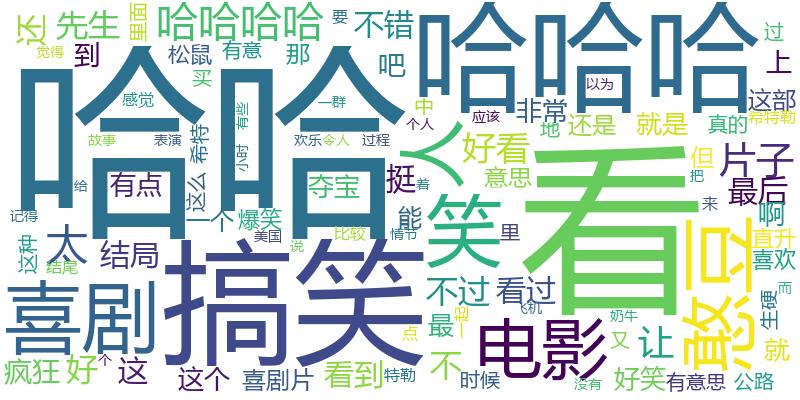 还
先生
里面
哈哈哈哈
要
不错
哈哈哈
过
觉得
到
松鼠
有意
那
吧
上
哈哈
买
感觉
一群
中
以为
非常
这部
故事
表演
希特
有些
欢乐
令人
过程
个人
应该
地
还是
就是
真的
希特勒
人
好看
但
片子
给
有点
这么
小时
夺宝
挺
着
意思
看
把
最后
记得
一个
爆笑
能
来
啊
这种
太
结局
美国
说
比较
情节
笑
里
憨豆
直升
结尾
搞笑
喜欢
喜剧
不过
看过
而
最
一起
飞机
生硬
点
电影
奶牛
又
让
就
疯狂
好
个
这
这个
喜剧片
看到
特勒
不
时候
没有
好笑
有意思
公路